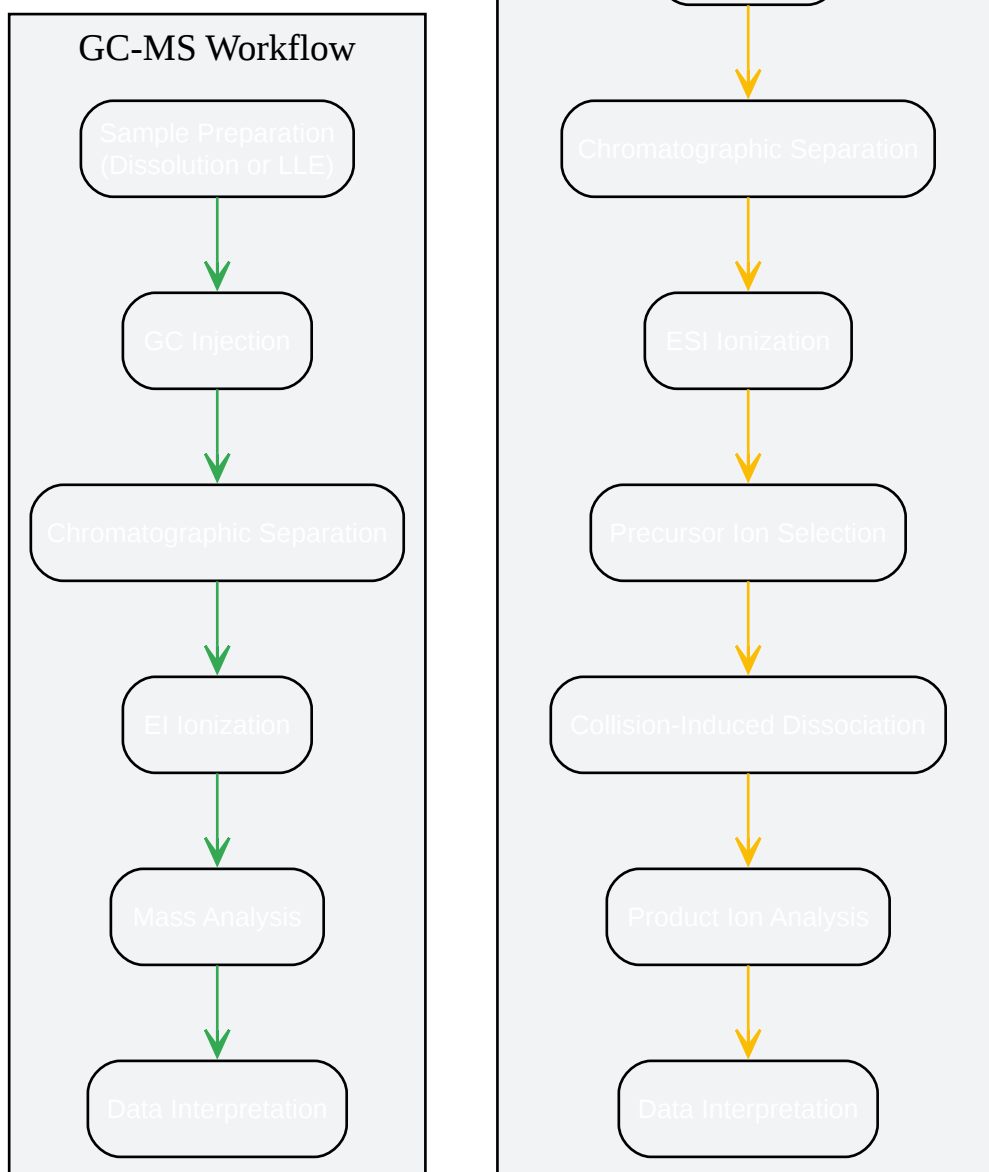 GC-MS Workflow
Sample Preparation
(Dissolution or LLE)
GC Injection
Chromatographic Separation
EI Ionization
Mass Analysis
Data Interpretation
Chromatographic Separation
ESI Ionization
Precursor Ion Selection
Collision-Induced Dissociation
Product Ion Analysis
Data Interpretation